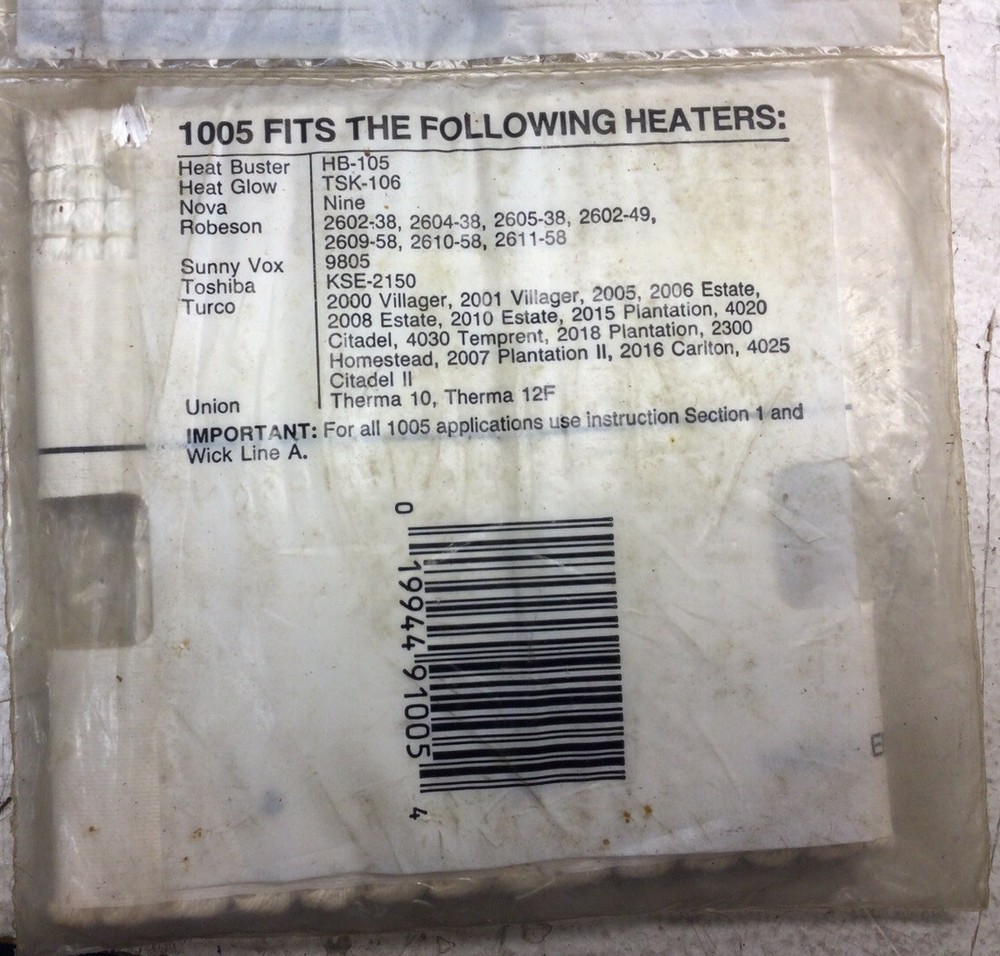 1005 FITS THE FOLLOWING HEATERS:
Heat Buster HB-105
Heat Glow TSK-106
Nova Nine
Robeson 2602-38, 2604-38, 2605-38, 2602-49,
2609-58, 2610-58, 2611-58
Sunny Vox 9805
Toshiba KSE-2150
Turco 2000 Villager, 2001 Villager, 2005, 2006 Estate,
2008 Estate, 2010 Estate, 2015 Plantation, 4020
Citadel, 4030 Temprent, 2018 Plantation, 2300
Homestead, 2007 Plantation II, 2016 Carlton, 4025
Citadel II
Union Therma 10, Therma 12F
IMPORTANT: For all 1005 applications use instruction Section 1 and
Wick Line A.
0 19944 91005 4